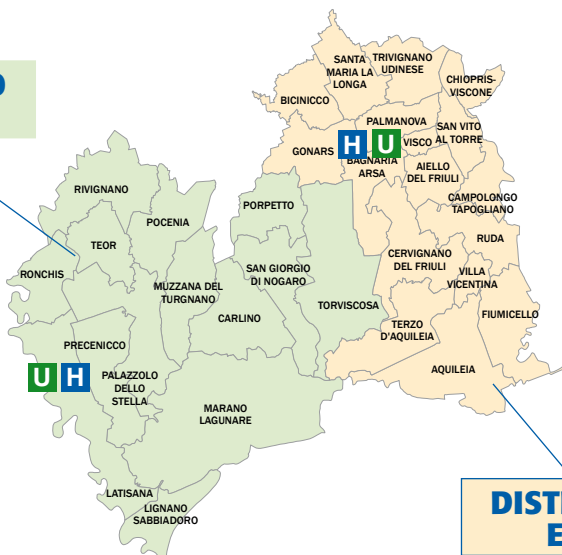 O
SANTA
MARIA LA
LONGA
TRIVIGNANO
UDINESE
CHIOPRIS-
VISCONE
BICINICCO
PALMANOVA
SAN VITO
AL TORRE
GONARS
H U
VISCO
BAGNARIA
ARSA
AIELLO
DEL FRIULI
RIVIGNANO
POCENIA
PORPETTO
CAMPOLONGO
TAPOGLIANO
TEOR
RUDA
CERVIGNANO
DEL FRIULI
RONCHIS
SAN GIORGIO
DI NOGARO
VILLA
VICENTINA
MUZZANA DEL
TURGNANO
TORVISCOSA
FIUMICELLO
CARLINO
TERZO
D'AQUILEIA
PRECENICCO
AQUILEIA
U H
PALAZZOLO
DELLO
STELLA
MARANO
LAGUNARE
LATISANA
LIGNANO
SABBIADORO
DIST
E